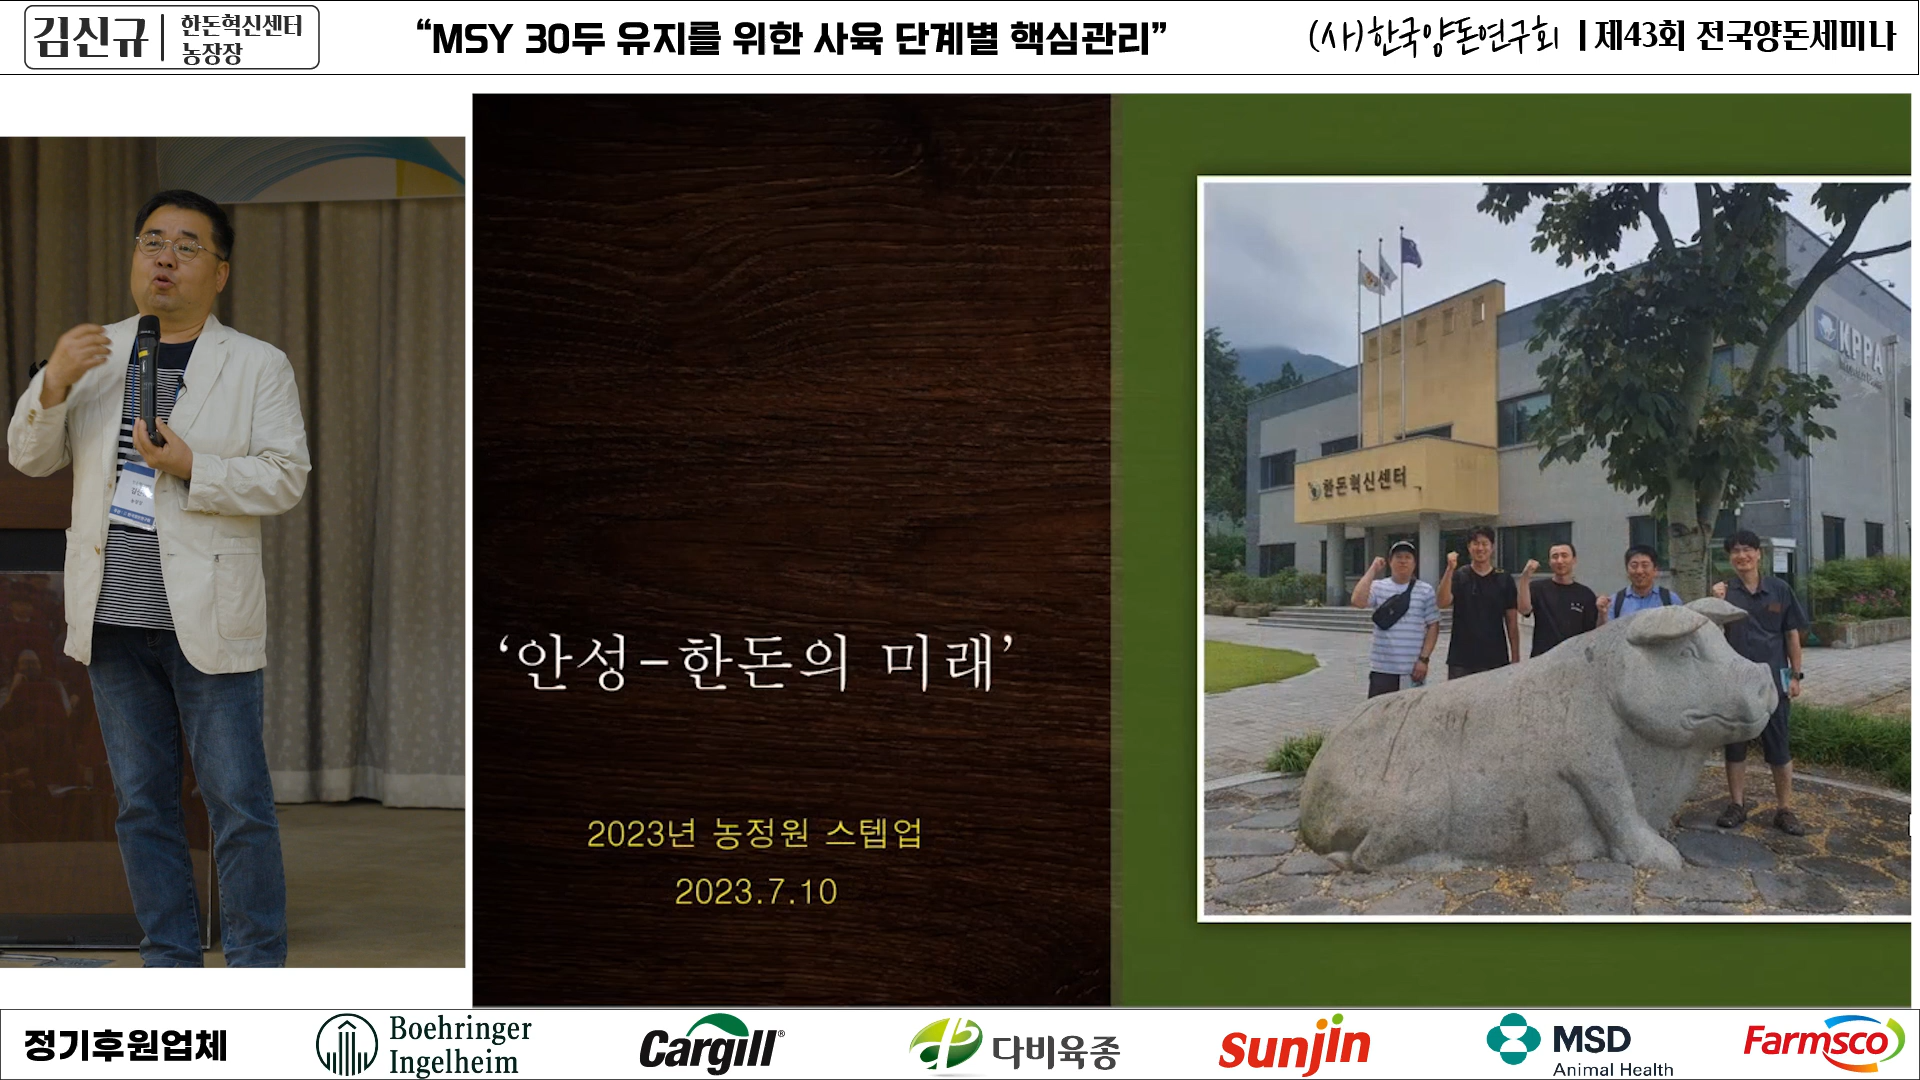 김신규
한돈혁신센터
농장장
“MSY 30두 유지를 위한 사육 단계별 핵심관리”
(사)한국양돈연구회
제43회 전국양돈세미나
KPPA
한돈혁신센터
‘안성-한돈의 미래’
2023년 농정원 스텝업
2023.7.10
정기후원업체
Boehringer
Ingelheim
Cargill®
다비육종
sunjin
MSD
Animal Health
Farmsco